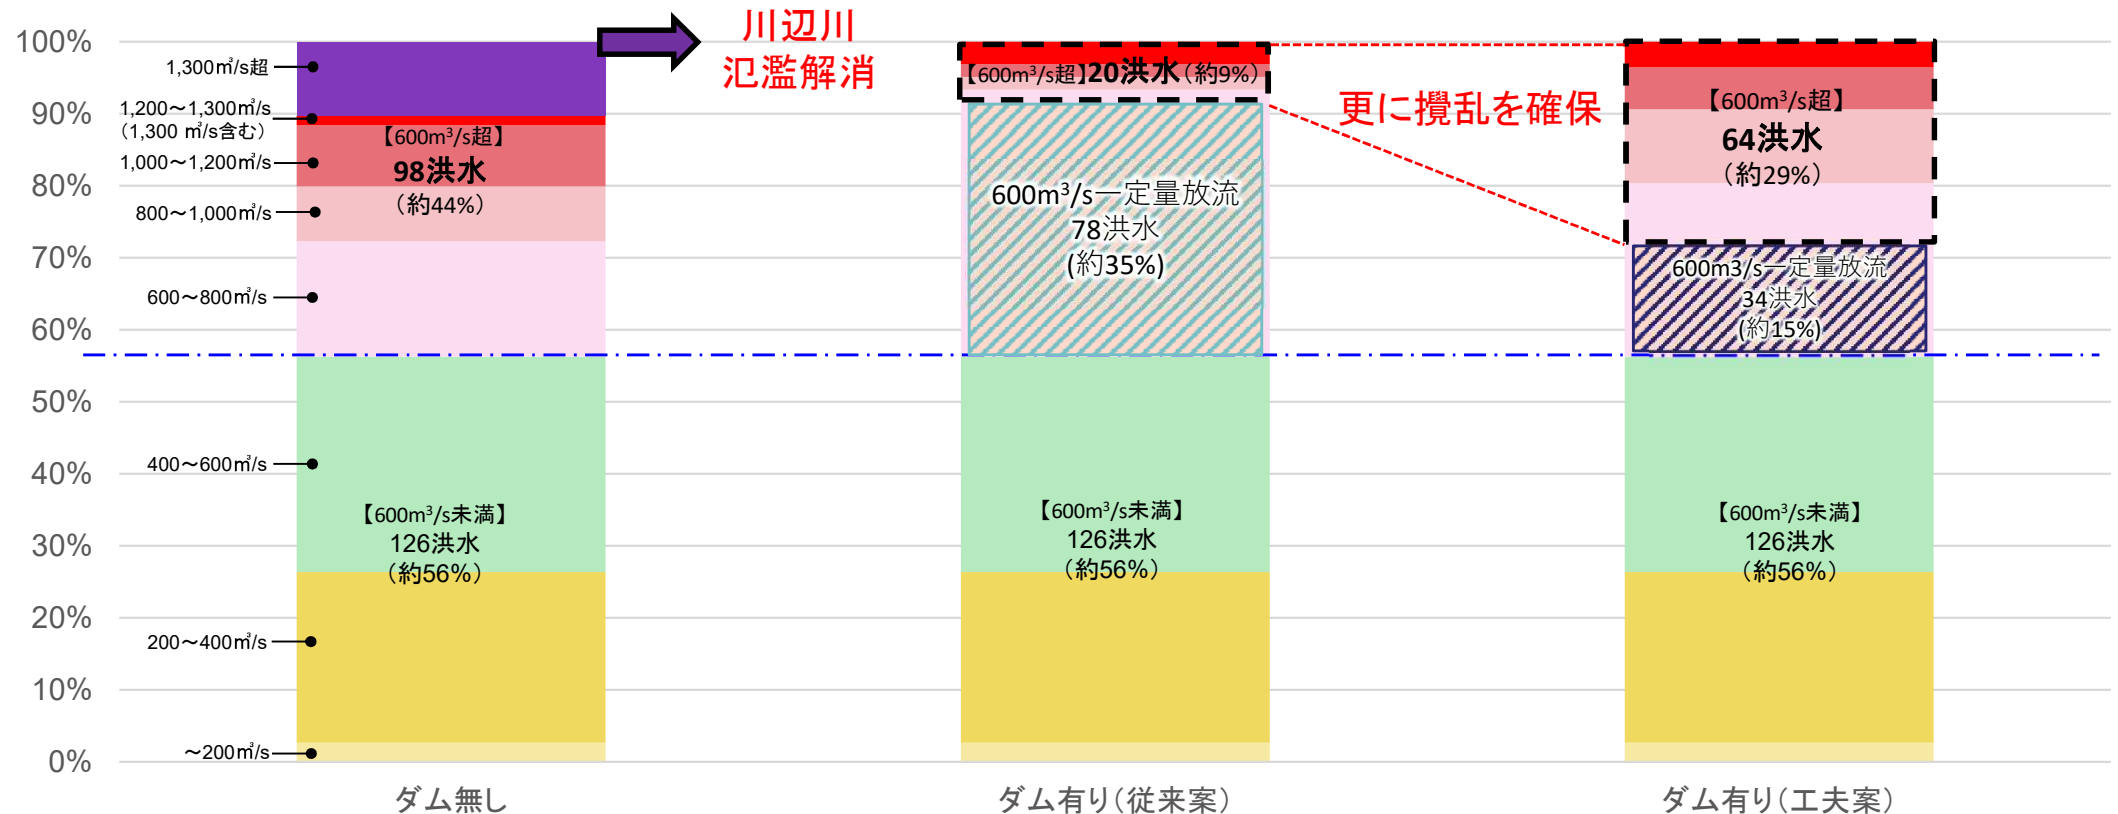 100%
90%
80%
70%
60%
50%
40%
30%
20%
10%
0%
1,300㎥/s超
1,200～1,300㎥/s
（1,300 ㎥/s含む）
1,000～1,200㎥/s
800～1,000㎥/s
600～800㎥/s
400～600㎥/s
200～400㎥/s
～200㎥/s
【600m³/s超】
98洪水
（約44%）
【600m³/s未満】
126洪水
（約56%）
ダム無し
川辺川
氾濫解消
【600m³/s超】20洪水（約9%）
600m³/s一定量放流
78洪水
(約35%)
【600m³/s未満】
126洪水
（約56%）
ダム有り（従来案）
更に攪乱を確保
【600m³/s超】
64洪水
（約29%）
600m3/s一定量放流
34洪水
(約15%)
【600m³/s未満】
126洪水
（約56%）
ダム有り（工夫案）